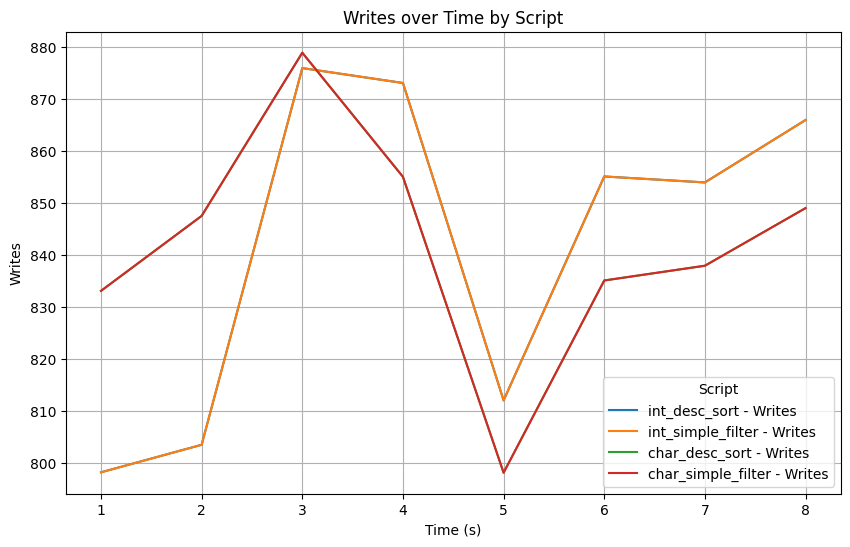 Writes over Time by Script
880
870
860
850
840
830
820
810
800
Writes
1 2 3 4 5 6 7 8
Time (s)
Script
int_desc_sort - Writes
int_simple_filter - Writes
char_desc_sort - Writes
char_simple_filter - Writes